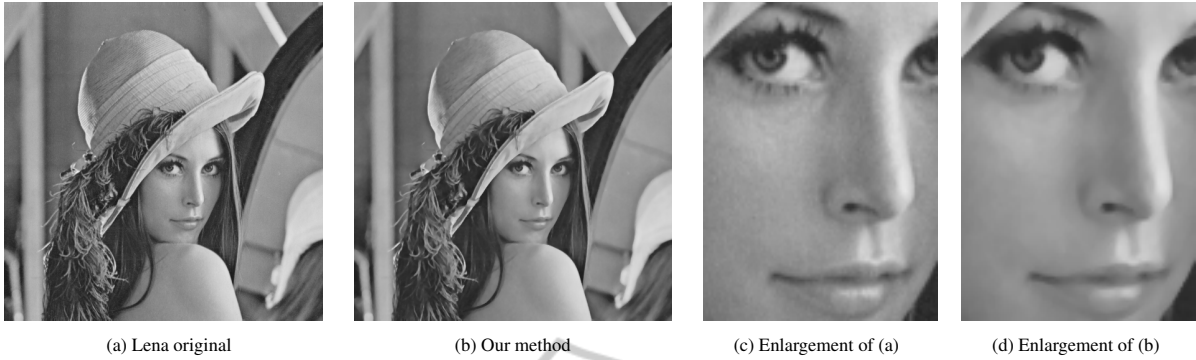 (a) Lena original
(b) Our method
(c) Enlargement of (a)
(d) Enlargement of (b)